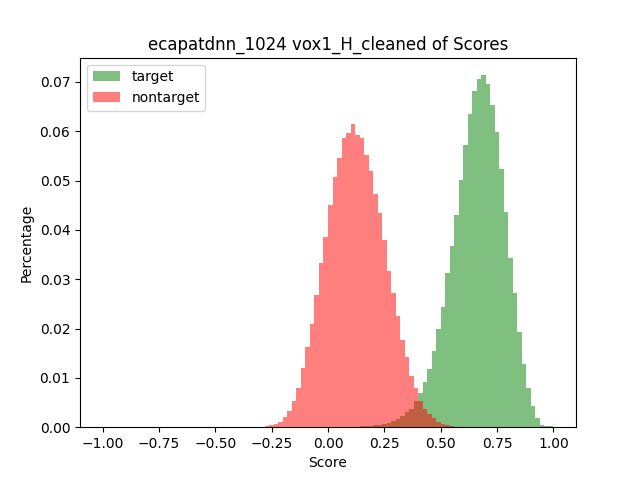 ecapatdnn_1024 vox1_H_cleaned of Scores
target
nontarget
0.07
0.06
0.05
0.04
0.03
0.02
0.01
0.00
Percentage
−1.00 −0.75 −0.50 −0.25 0.00 0.25 0.50 0.75 1.00
Score